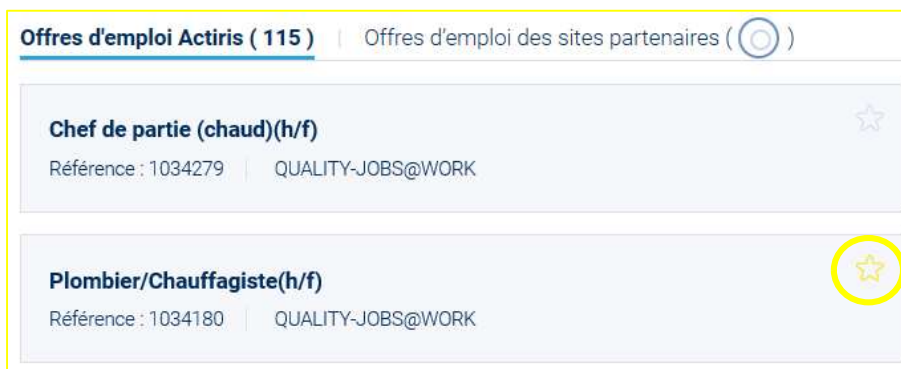 Offres d'emploi Actiris ( 115 ) | Offres d'emploi des sites partenaires ( )
Chef de partie (chaud)(h/f)
Référence : 1034279 | QUALITY-JOBS@WORK
Plombier/Chauffagiste(h/f)
Référence : 1034180 | QUALITY-JOBS@WORK